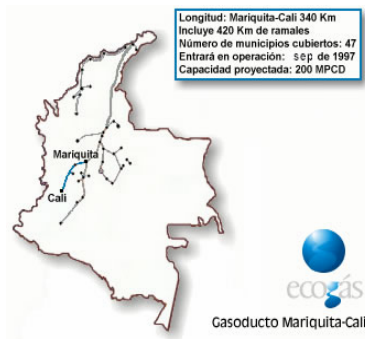 Longitud: Mariquita-Cali 340 Km
Incluye 420 Km de ramales
Número de municipios cubiertos: 47
Entrará en operación: sep de 1997
Capacidad proyectada: 200 MPCD
Mariquita
Cali
ecogás
Gasoducto Mariquita-Cali